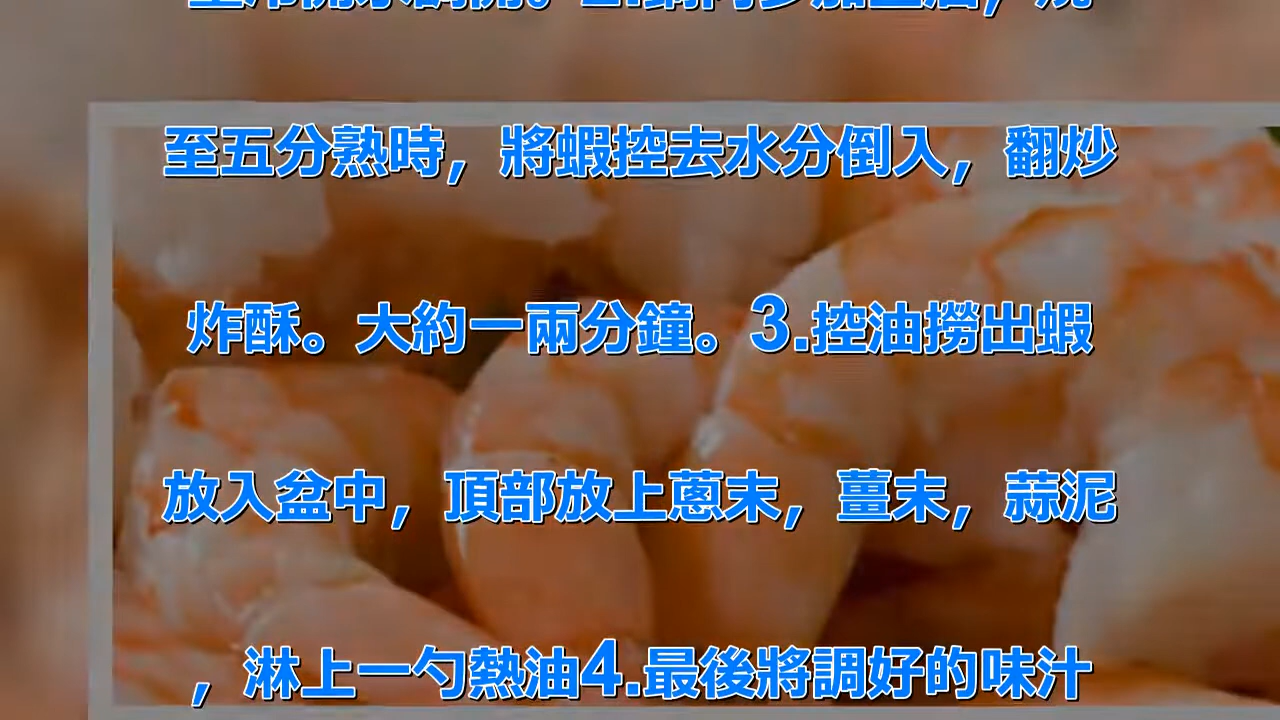 至五分熟時，將蝦控去水分倒入，翻炒
炸酥。大約一兩分鐘。3.控油撈出蝦
放入盆中，頂部放上蔥末，薑末，蒜泥
，淋上一勺熱油4.最後將調好的味汁